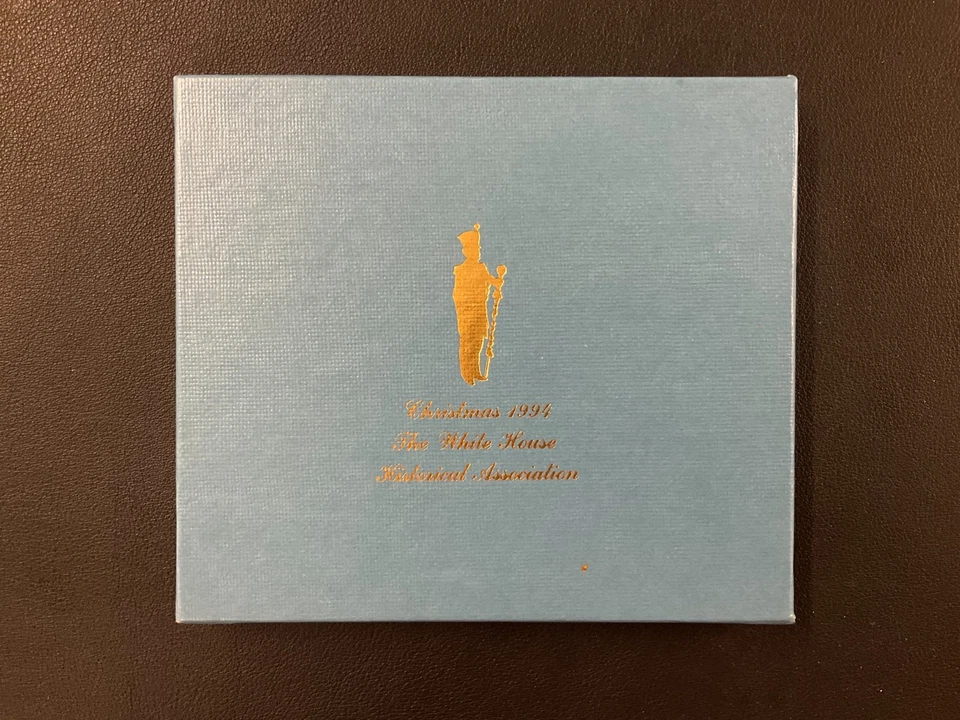 Christmas 1994
The White House
Historical Association